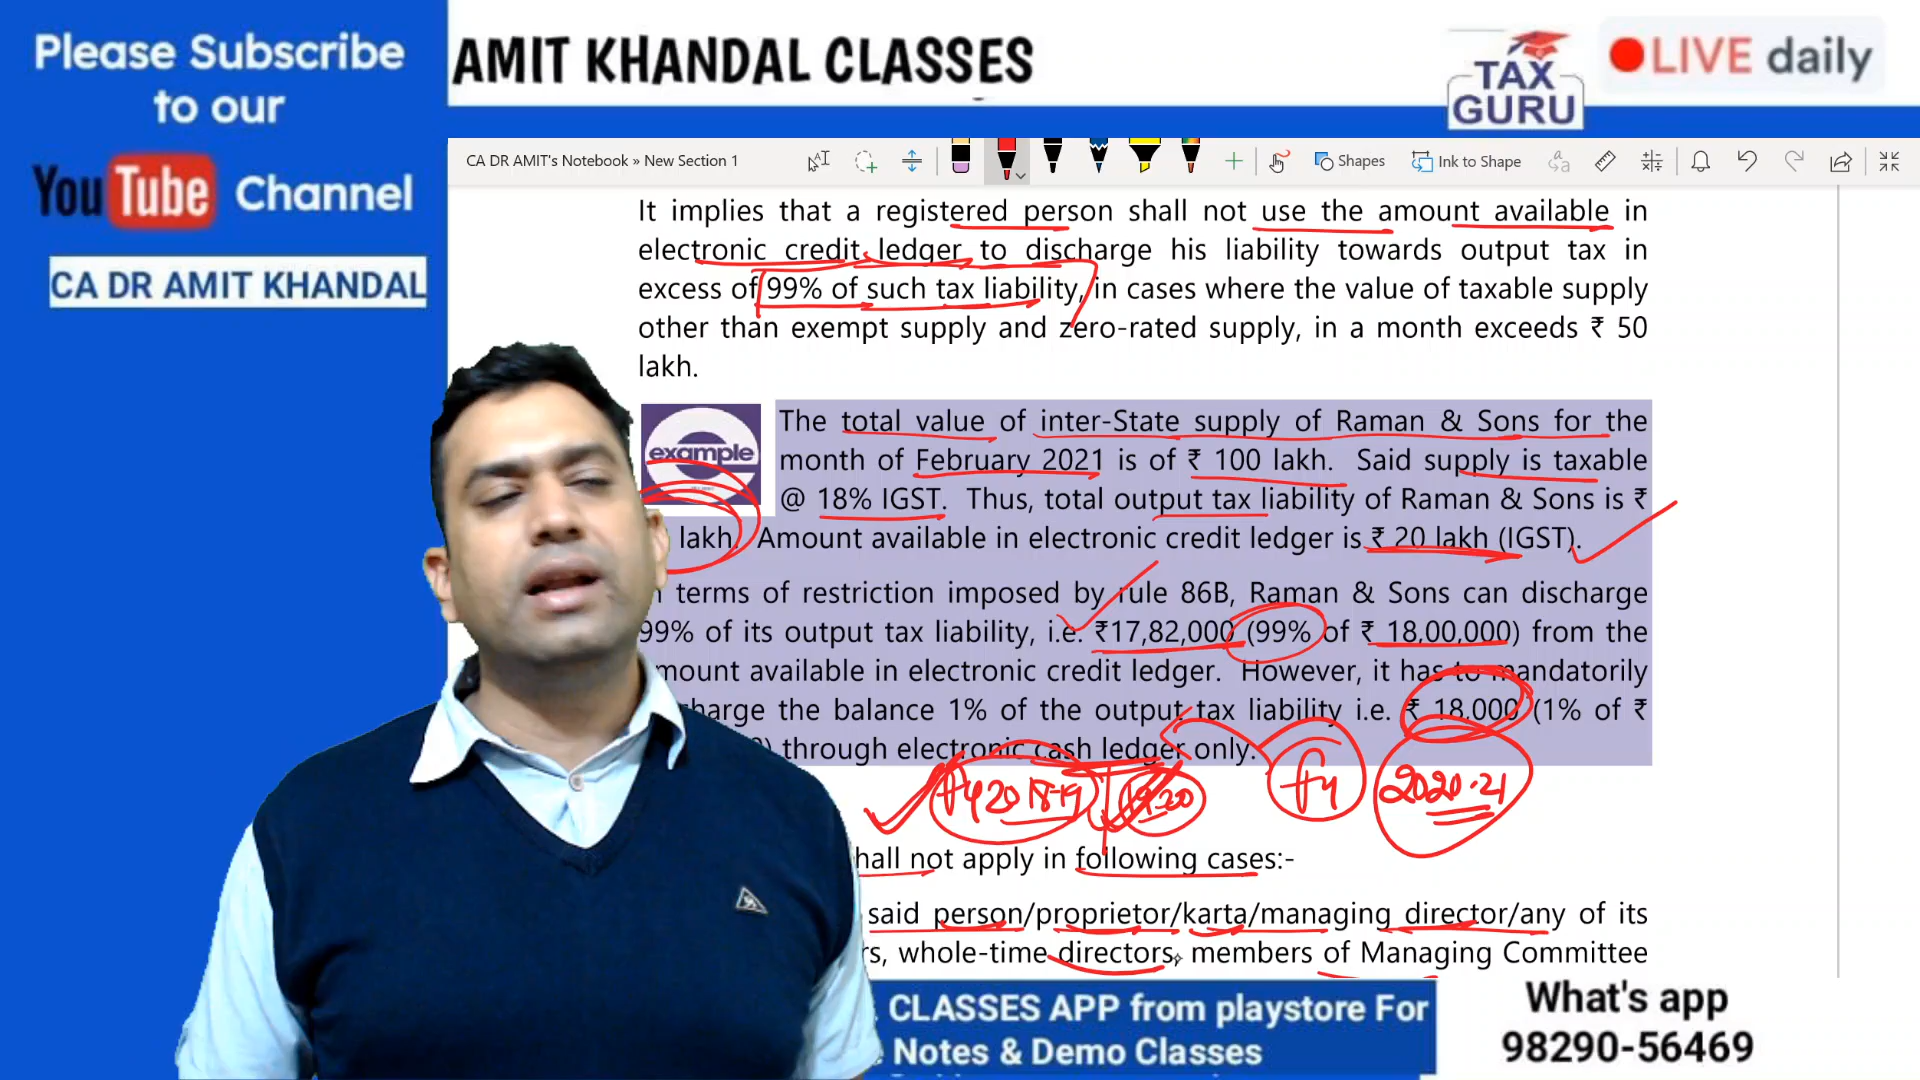 Please Subscribe
to our
YouTube Channel
CA DR AMIT KHANDAL
AMIT KHANDAL CLASSES
TAX
GURU
LIVE daily
CA DR AMIT's Notebook » New Section 1
Shapes
Ink to Shape
It implies that a registered person shall not use the amount available in
electronic credit ledger to discharge his liability towards output tax in
excess of 99% of such tax liability, in cases where the value of taxable supply
other than exempt supply and zero-rated supply, in a month exceeds ₹ 50
lakh.
example
The total value of inter-State supply of Raman & Sons for the
month of February 2021 is of ₹ 100 lakh. Said supply is taxable
@ 18% IGST. Thus, total output tax liability of Raman & Sons is ₹
lakh. Amount available in electronic credit ledger is ₹ 20 lakh (IGST).
terms of restriction imposed by rule 86B, Raman & Sons can discharge
99% of its output tax liability, i.e. ₹17,82,000 (99% of ₹ 18,00,000) from the
mount available in electronic credit ledger. However, it has to mandatorily
harge the balance 1% of the output tax liability i.e. ₹ 18,000 (1% of ₹
) through electronic cash ledger only.
fy 2018-19 19-20 fy 2020-21
hall not apply in following cases:-
said person/proprietor/karta/managing director/any of its
rs, whole-time directors, members of Managing Committee
CLASSES APP from playstore For
Notes & Demo Classes
What's app
98290-56469